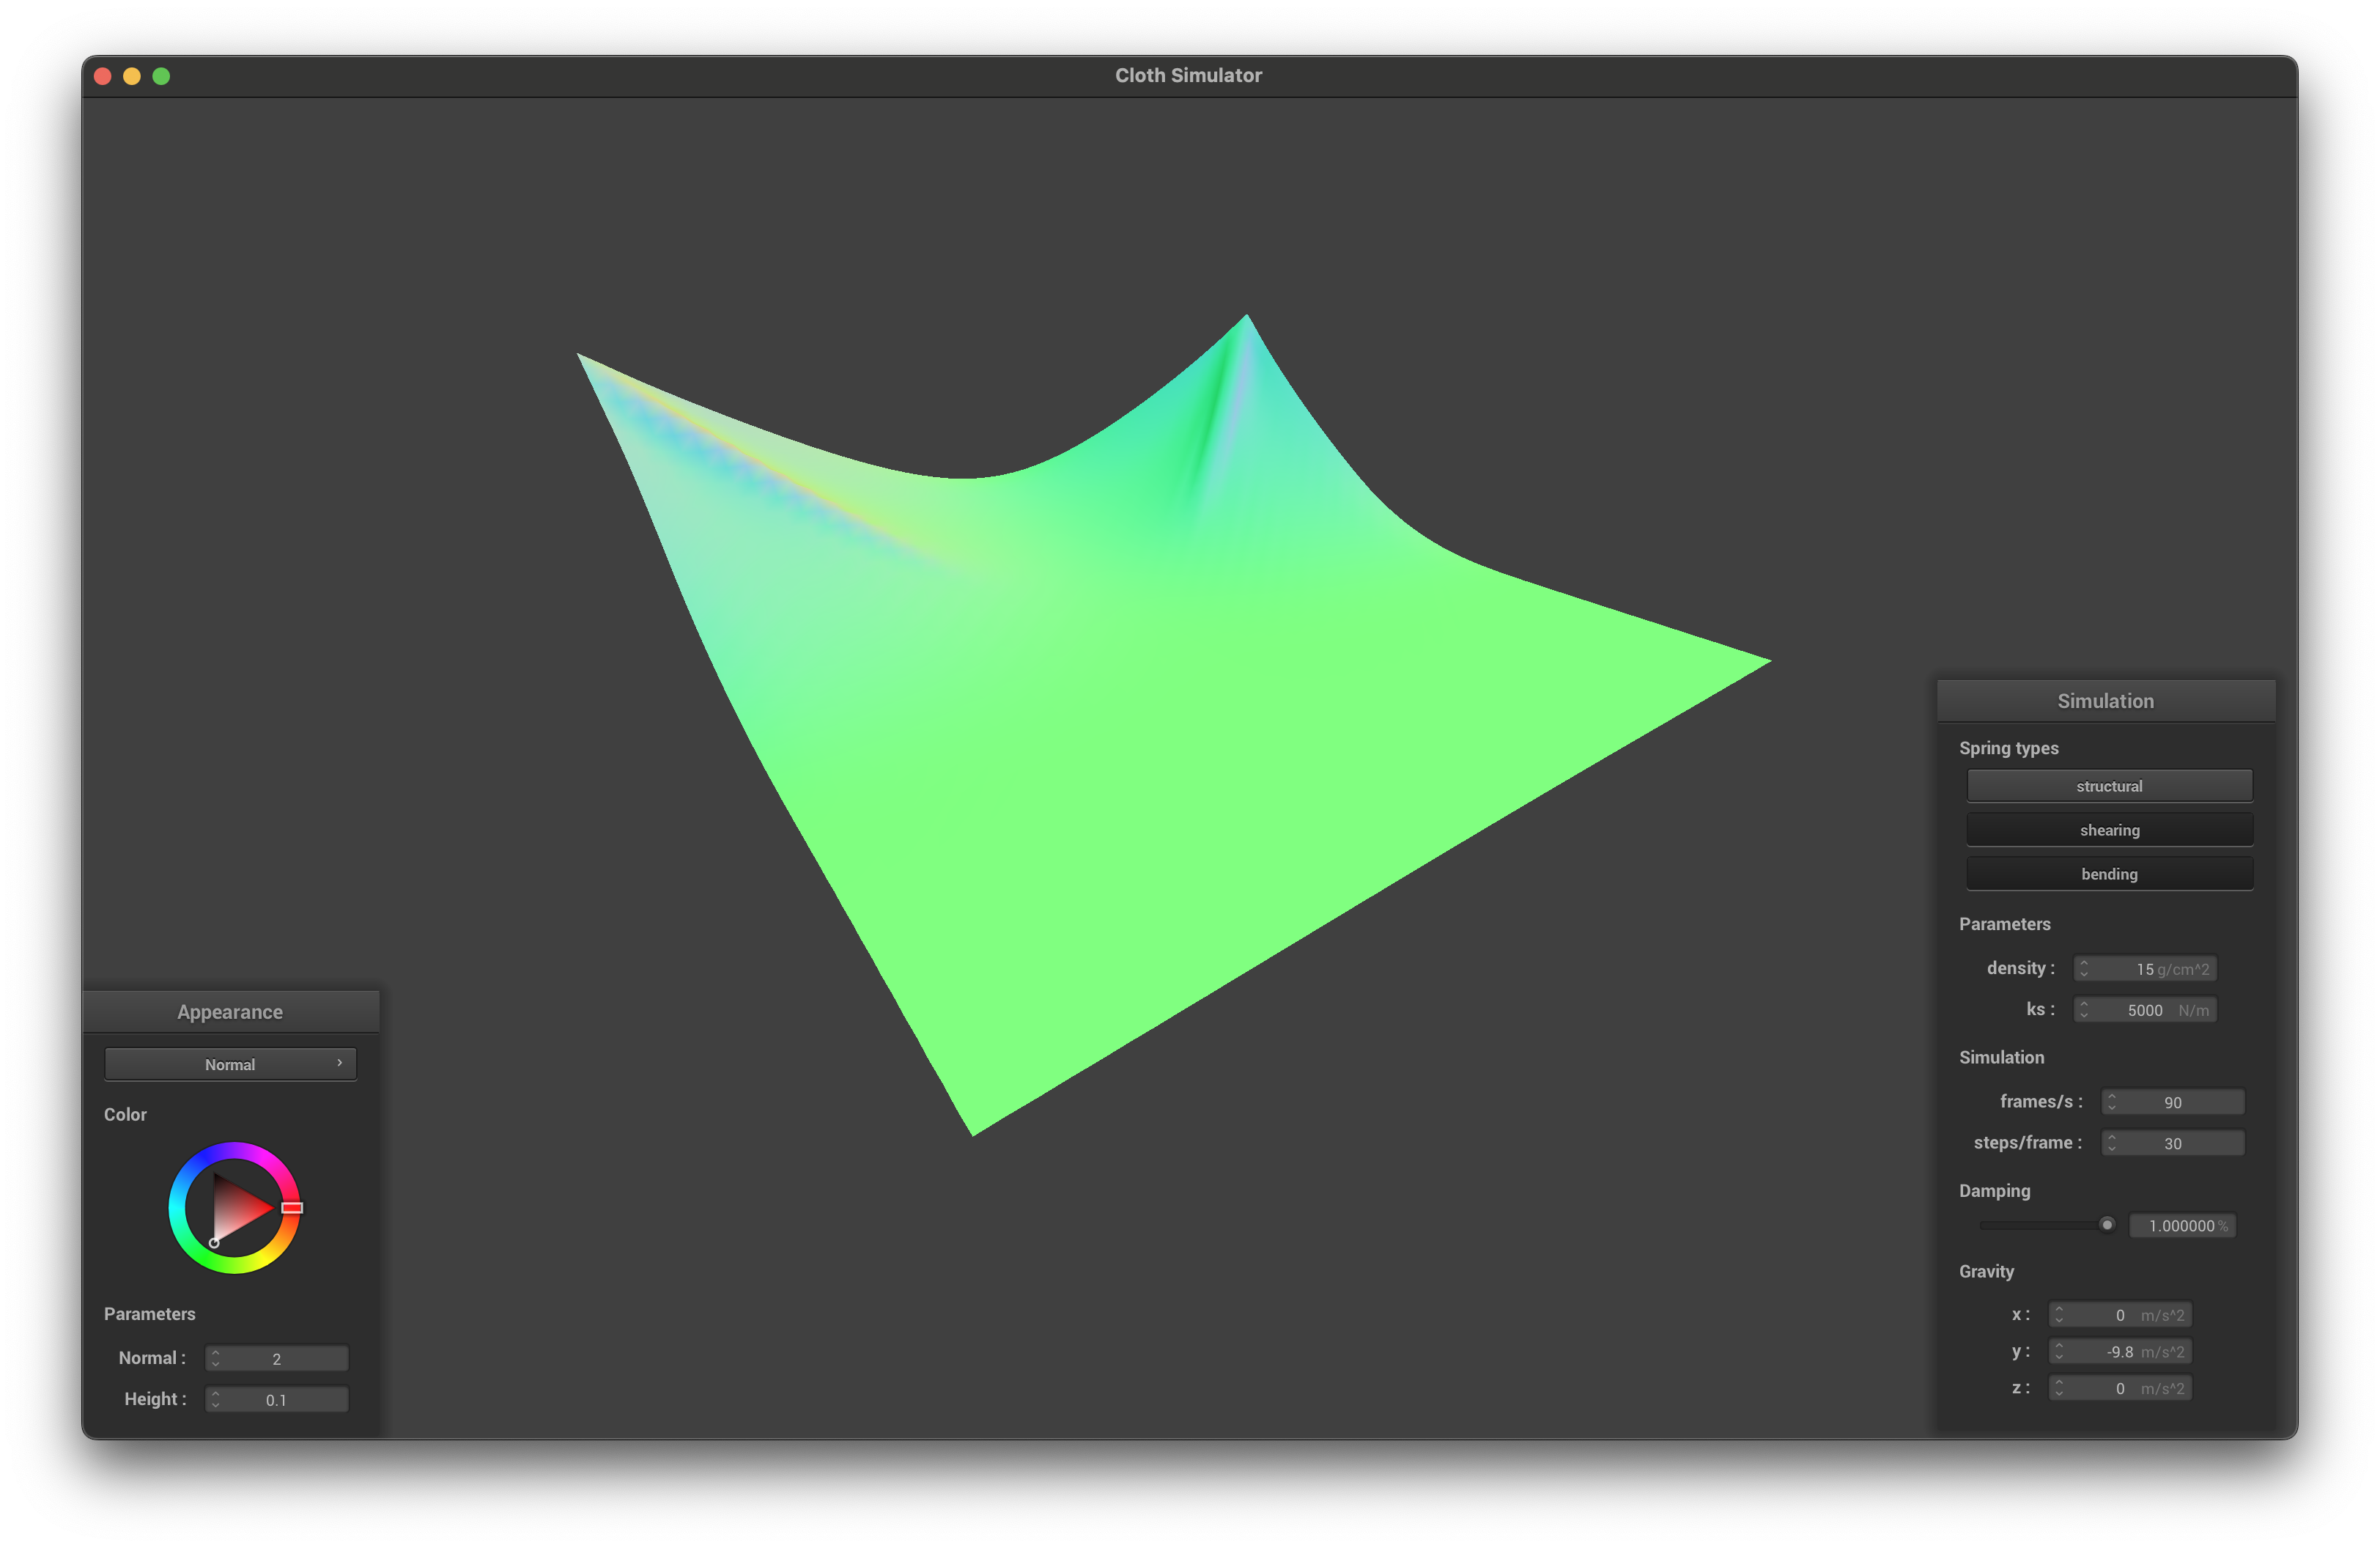 Cloth Simulator
Simulation
Spring types
structural
shearing
bending
Parameters
density : 15 g/cm^2
ks : 5000 N/m
Simulation
frames/s : 90
steps/frame : 30
Damping
1.000000 %
Gravity
x : 0 m/s^2
y : -9.8 m/s^2
z : 0 m/s^2
Appearance
Normal
Color
Parameters
Normal : 2
Height : 0.1